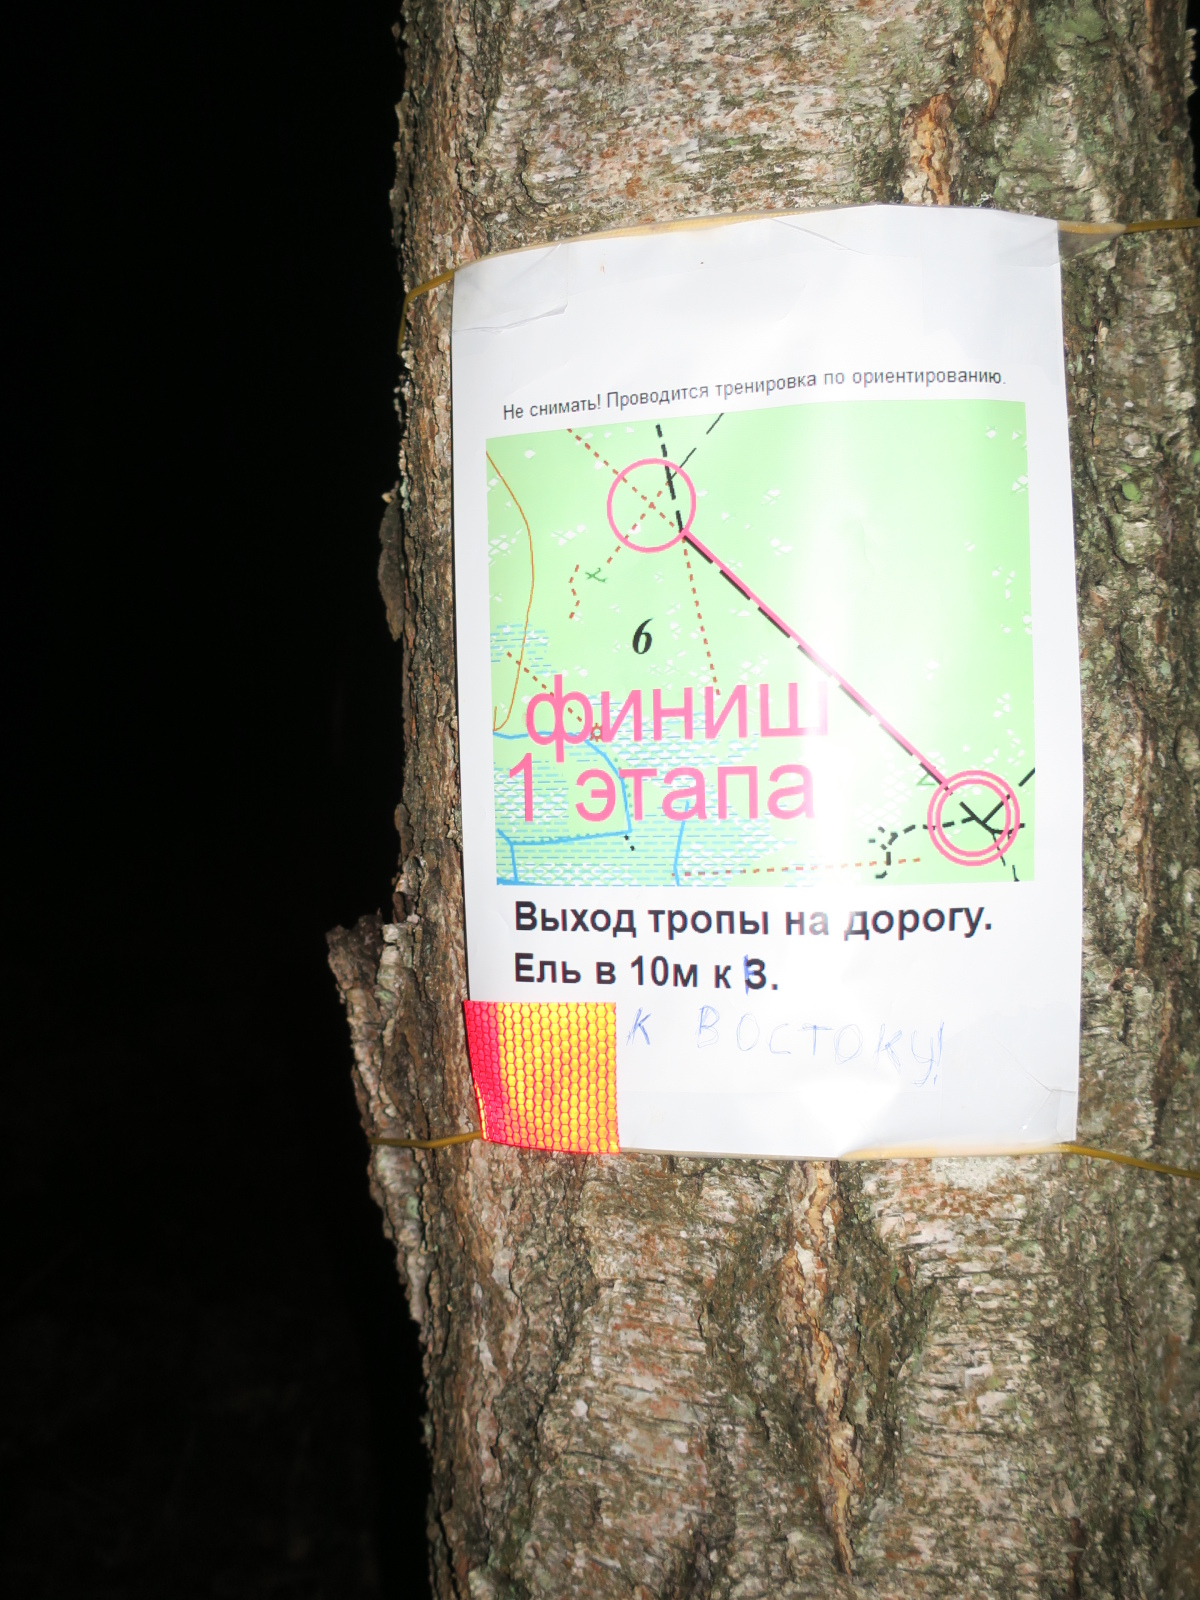 Не снимать! Проводится тренировка по ориентированию.
6
финиш
1 этапа
Выход тропы на дорогу.
Ель в 10м к З.
к востоку!